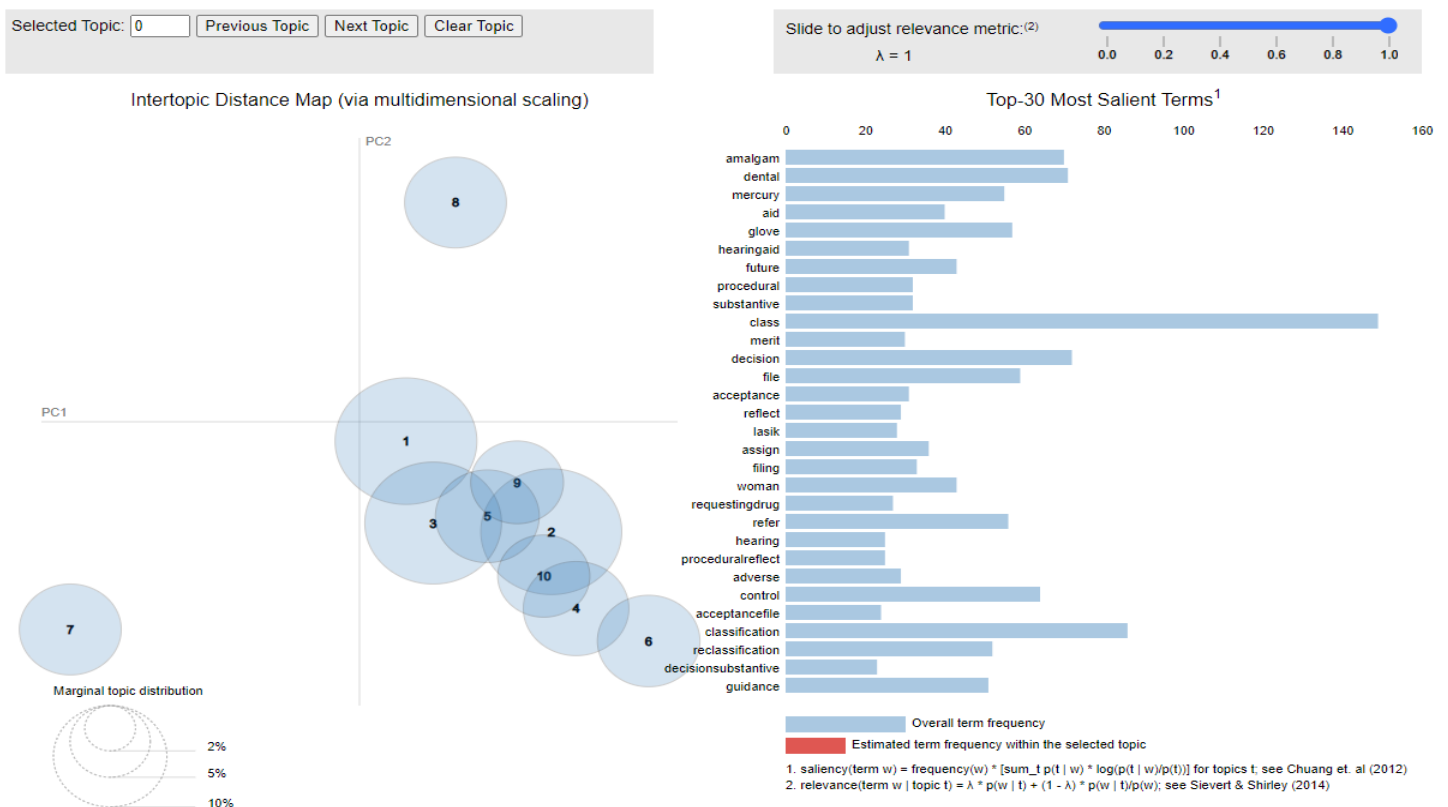 Selected Topic: 0 Previous Topic Next Topic Clear Topic
Slide to adjust relevance metric:(2)
λ = 1
0.0 0.2 0.4 0.6 0.8 1.0
Intertopic Distance Map (via multidimensional scaling)
PC2
PC1
8
1
9
3
5
2
10
4
6
7
Marginal topic distribution
2%
5%
10%
Top-30 Most Salient Terms1
0 20 40 60 80 100 120 140 160
amalgam
dental
mercury
aid
glove
hearingaid
future
procedural
substantive
class
merit
decision
file
acceptance
reflect
lasik
assign
filing
woman
requestingdrug
refer
hearing
proceduralreflect
adverse
control
acceptancefile
classification
reclassification
decisionsubstantive
guidance
Overall term frequency
Estimated term frequency within the selected topic
1. saliency(term w) = frequency(w) * [sum_t p(t | w) * log(p(t | w)/p(t))] for topics t; see Chuang et. al (2012)
2. relevance(term w | topic t) = λ * p(w | t) + (1 - λ) * p(w | t)/p(w); see Sievert & Shirley (2014)